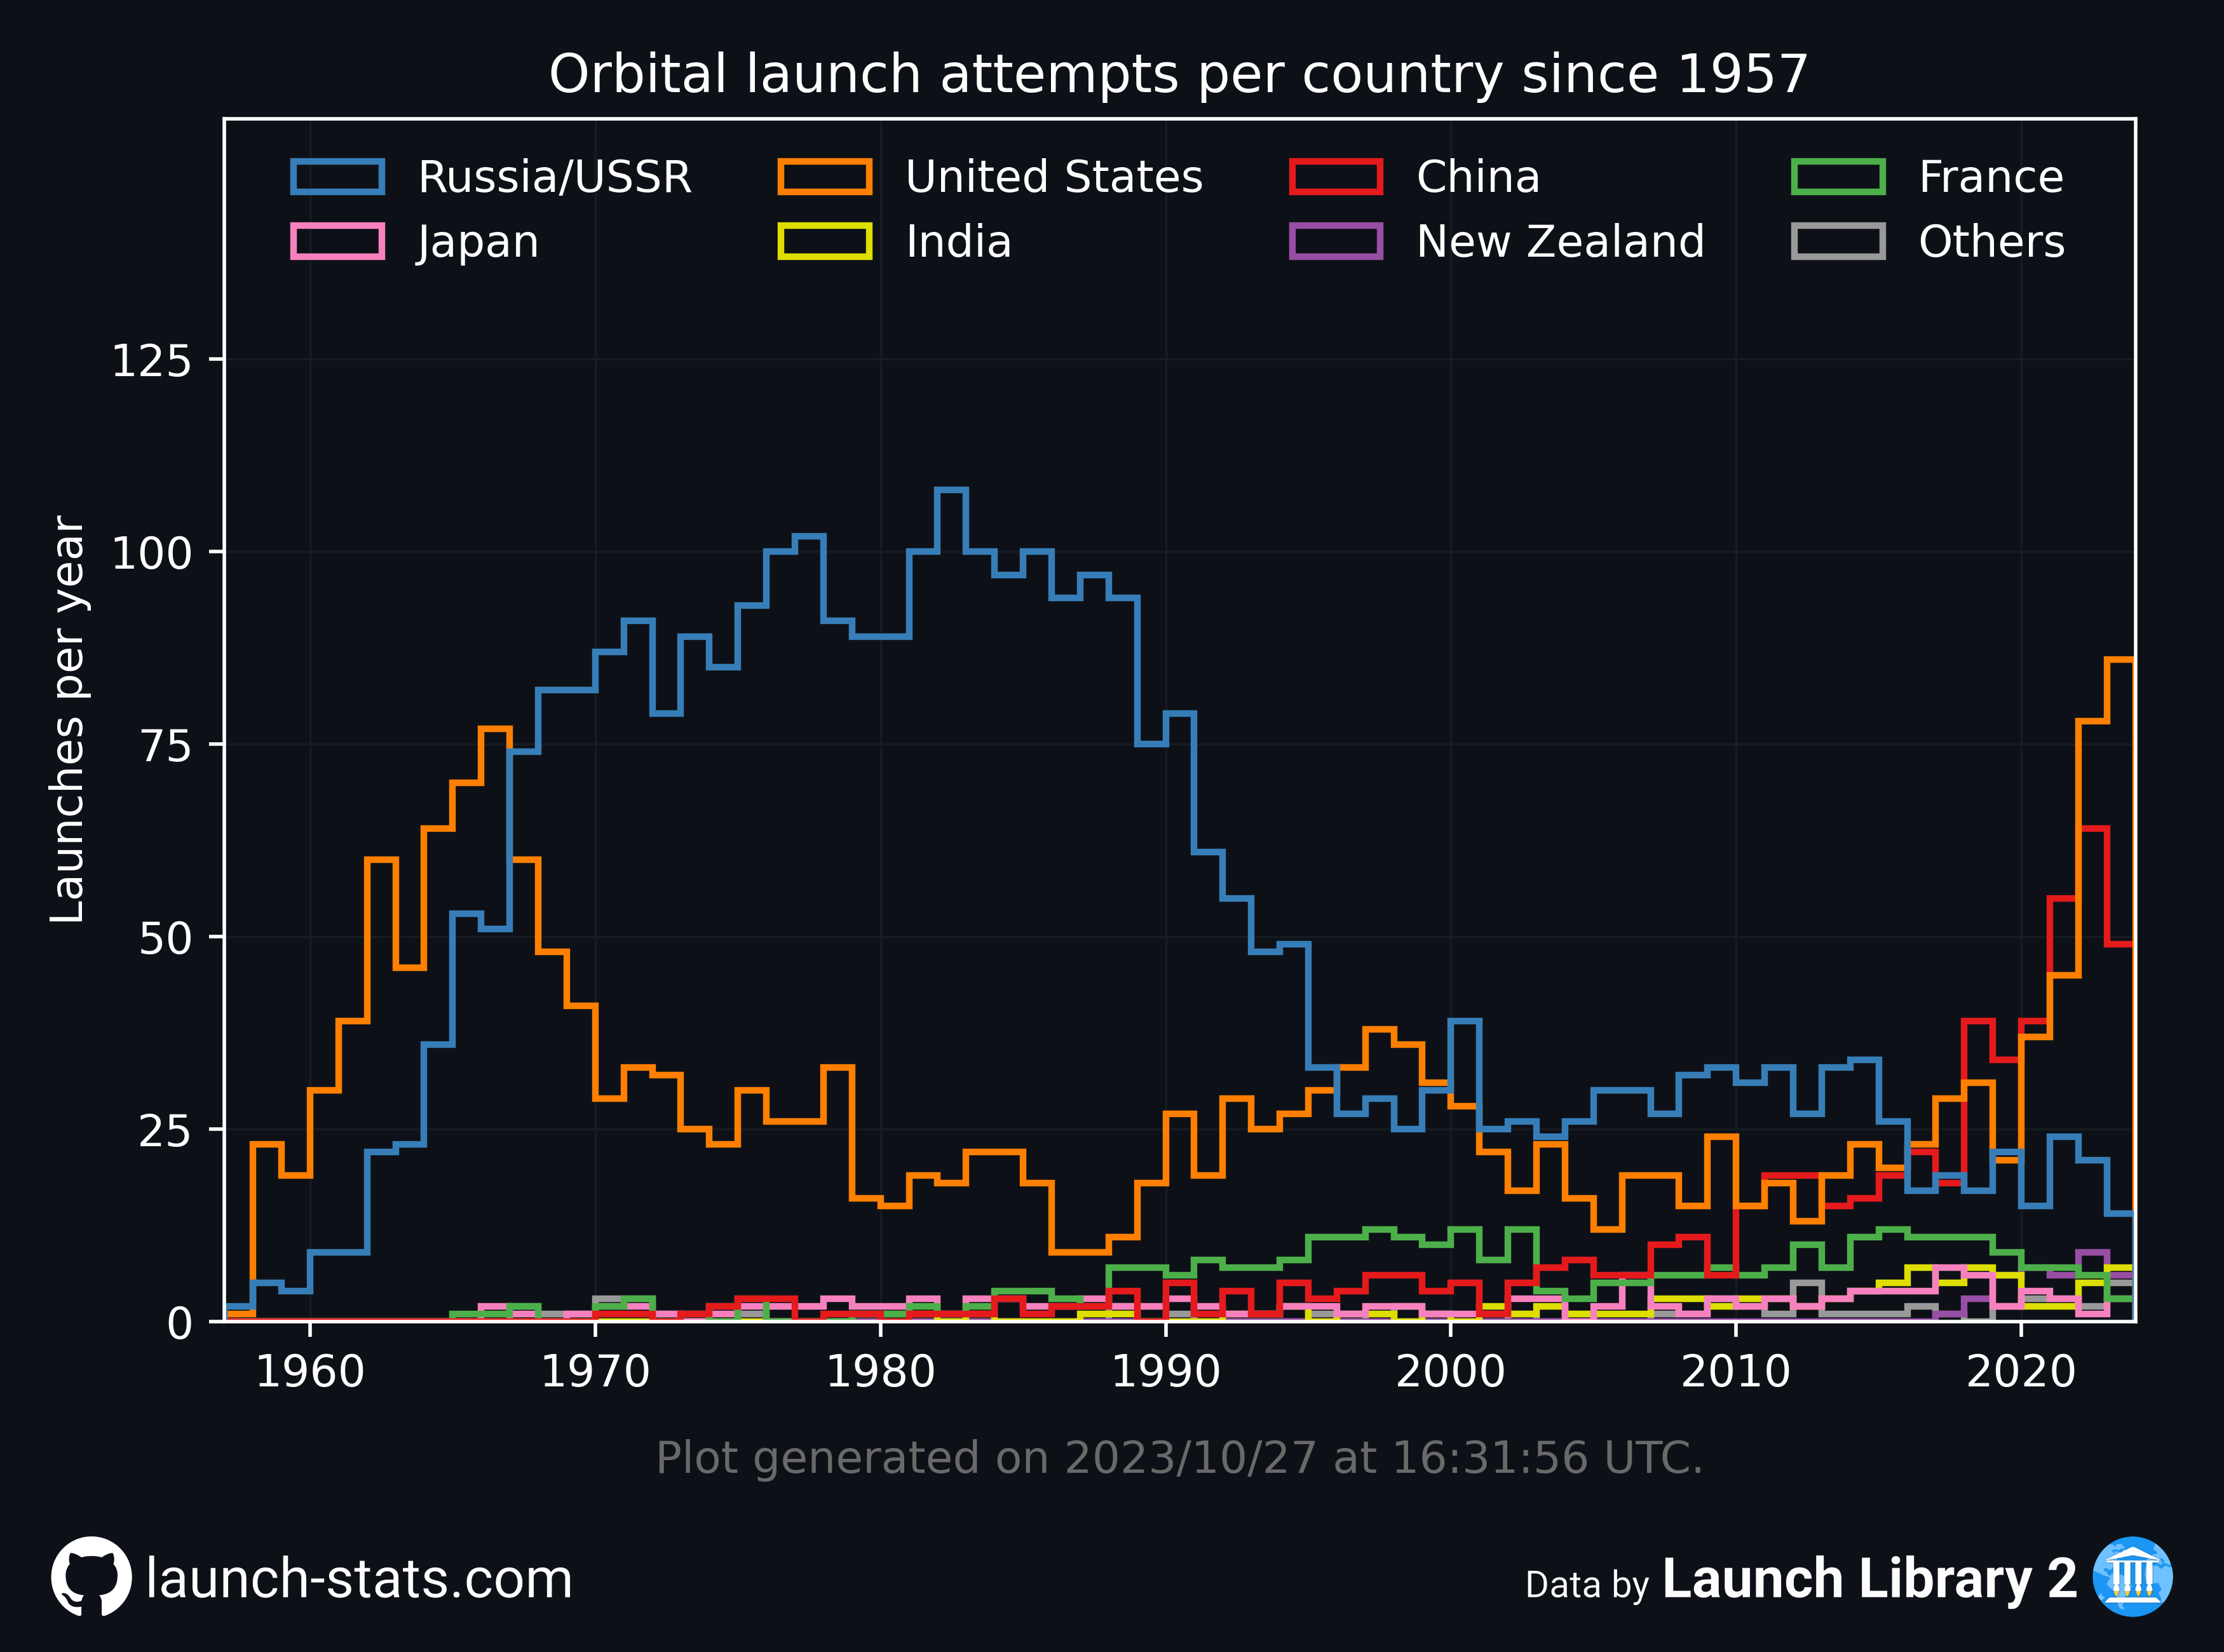 Orbital launch attempts per country since 1957
Russia/USSR United States China France
Japan India New Zealand Others
Launches per year
125
100
75
50
25
0
1960 1970 1980 1990 2000 2010 2020
Plot generated on 2023/10/27 at 16:31:56 UTC.
launch-stats.com
Data by Launch Library 2